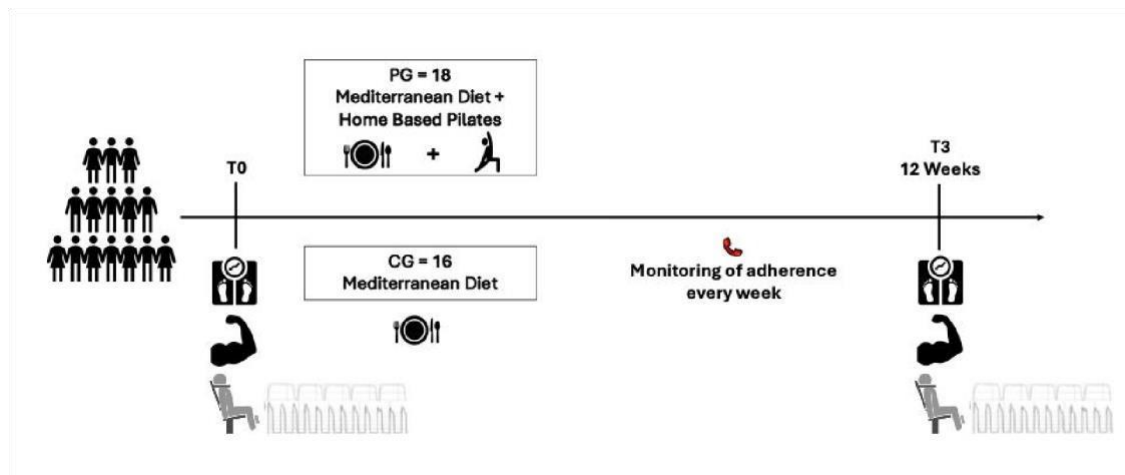 PG = 18
Mediterranean Diet +
Home Based Pilates
+
T0
T3
12 Weeks
CG = 16
Mediterranean Diet
Monitoring of adherence
every week